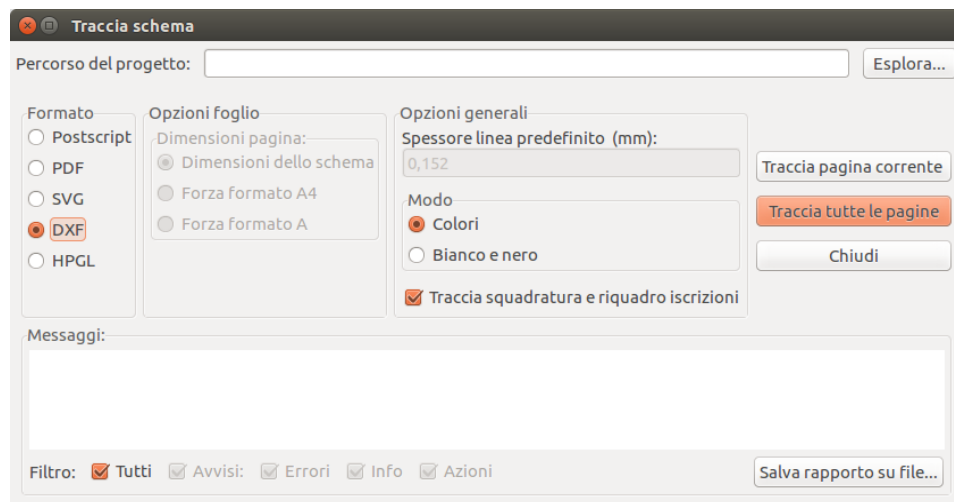 Traccia schema
Percorso del progetto:
Esplora...
Formato
Postscript
PDF
SVG
DXF
HPGL
Opzioni foglio
Dimensioni pagina:
Dimensioni dello schema
Forza formato A4
Forza formato A
Opzioni generali
Spessore linea predefinito (mm):
0,152
Modo
Colori
Bianco e nero
Traccia squadratura e riquadro iscrizioni
Traccia pagina corrente
Traccia tutte le pagine
Chiudi
Messaggi:
Filtro: Tutti Avvisi: Errori Info Azioni
Salva rapporto su file...